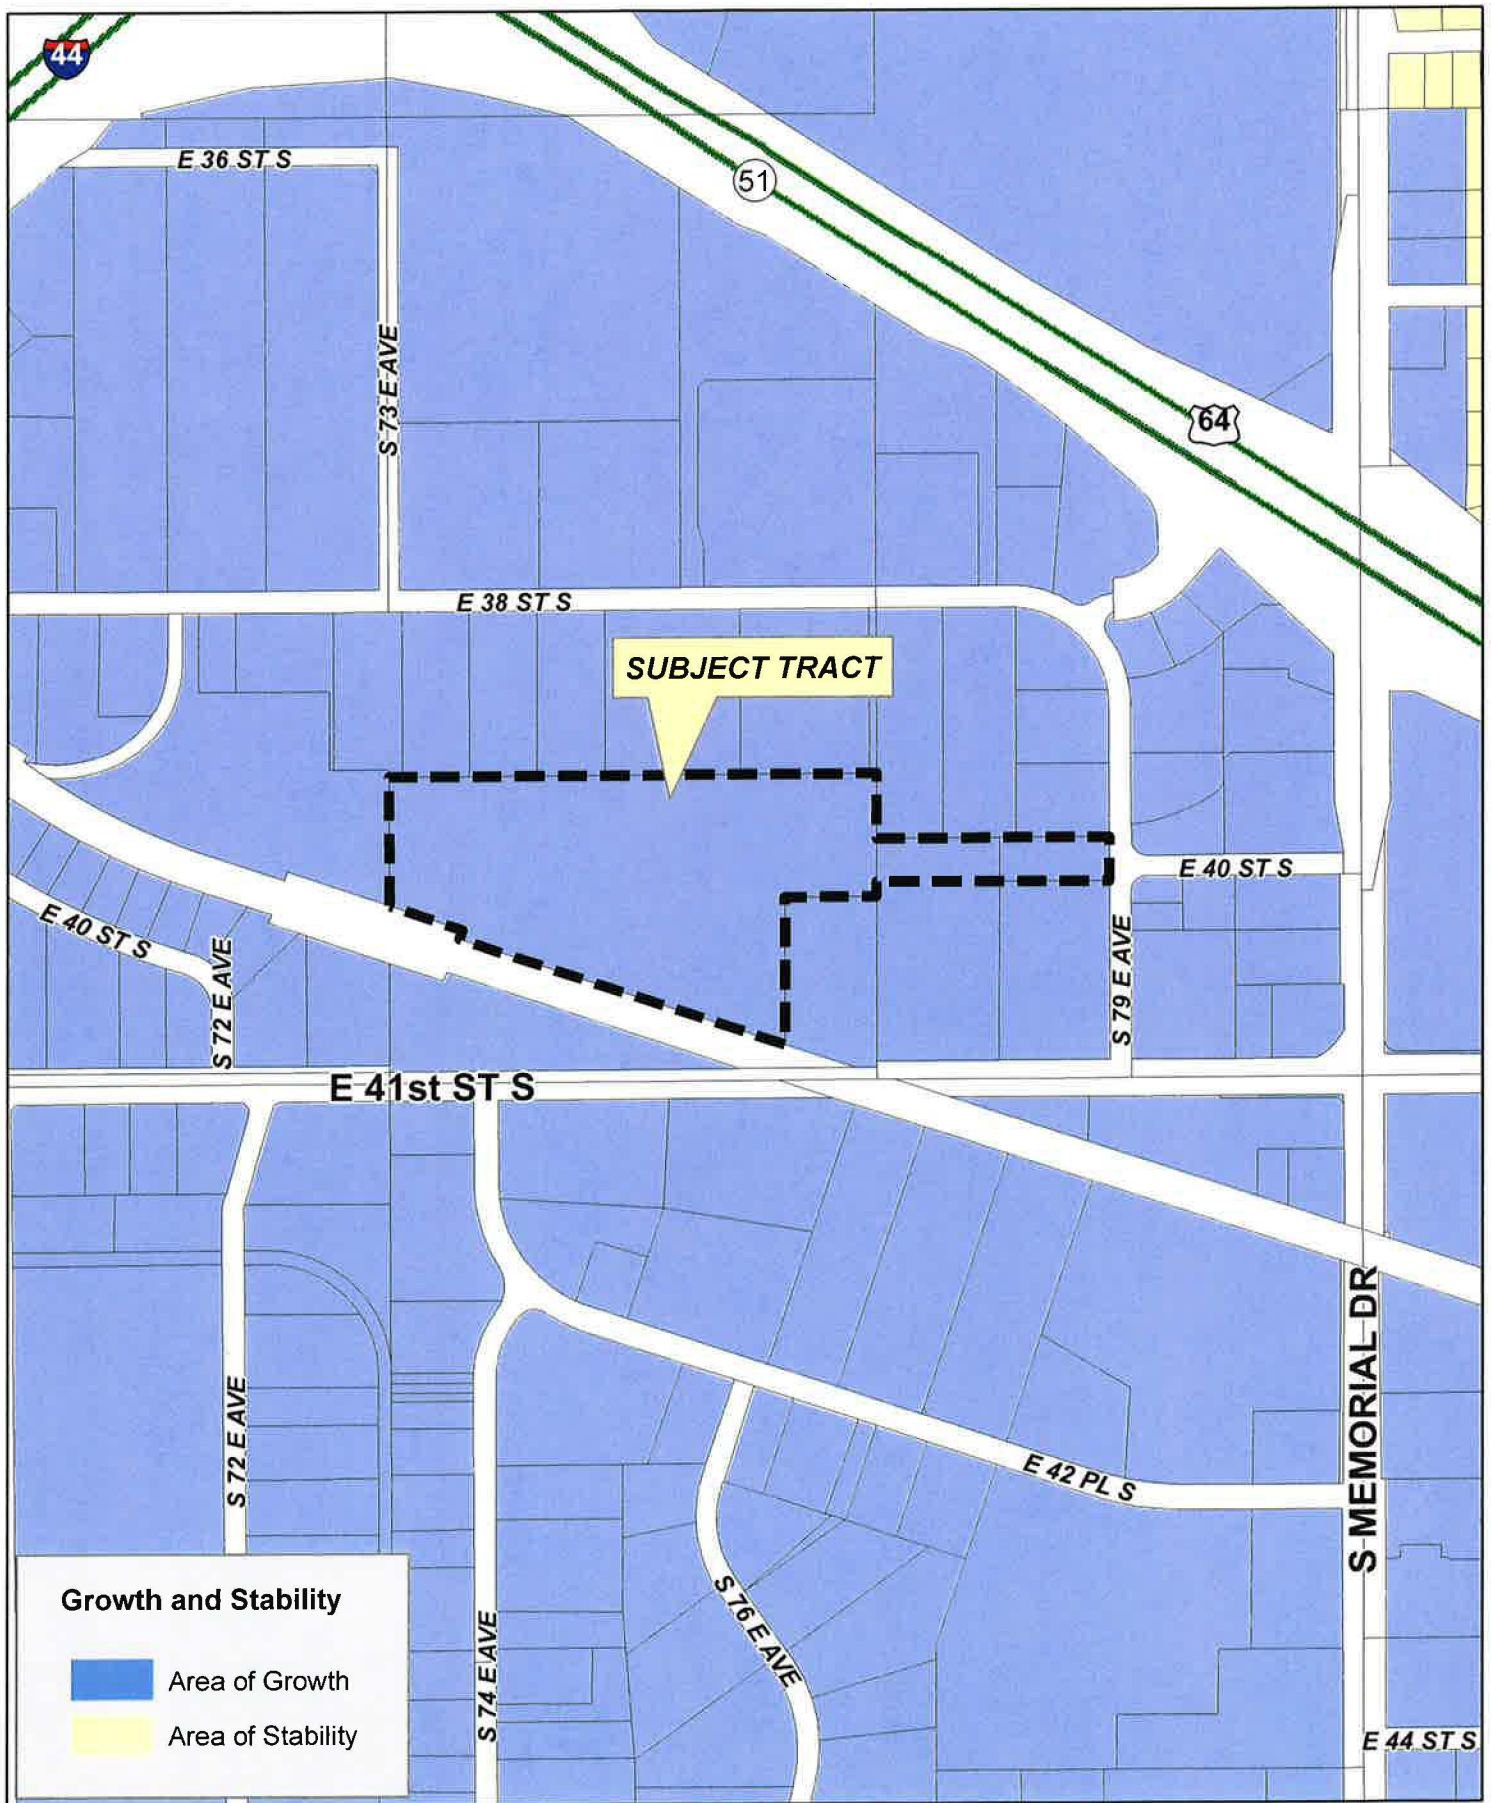 44
E 36 ST S
51
S 73 E AVE
64
E 38 ST S
SUBJECT TRACT
E 40 ST S
E 40 ST S
S 72 E AVE
S 79 E AVE
E 41st ST S
S MEMORIAL DR
S 72 E AVE
E 42 PL S
S 76 E AVE
S 74 E AVE
E 44 ST S
Growth and Stability
Area of Growth
Area of Stability